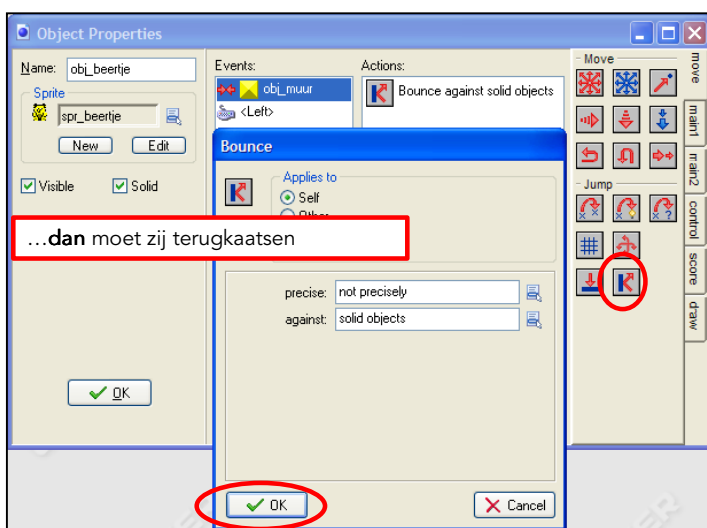 Object Properties
Name: obj_beertje
Sprite
spr_beertje
New Edit
Visible Solid
OK
Events:
obj_muur
<Left>
Actions:
Bounce against solid objects
Bounce
Applies to
Self
…dan moet zij terugkaatsen
precise: not precisely
against: solid objects
OK Cancel
Move
Jump
move
main1
main2
control
score
draw